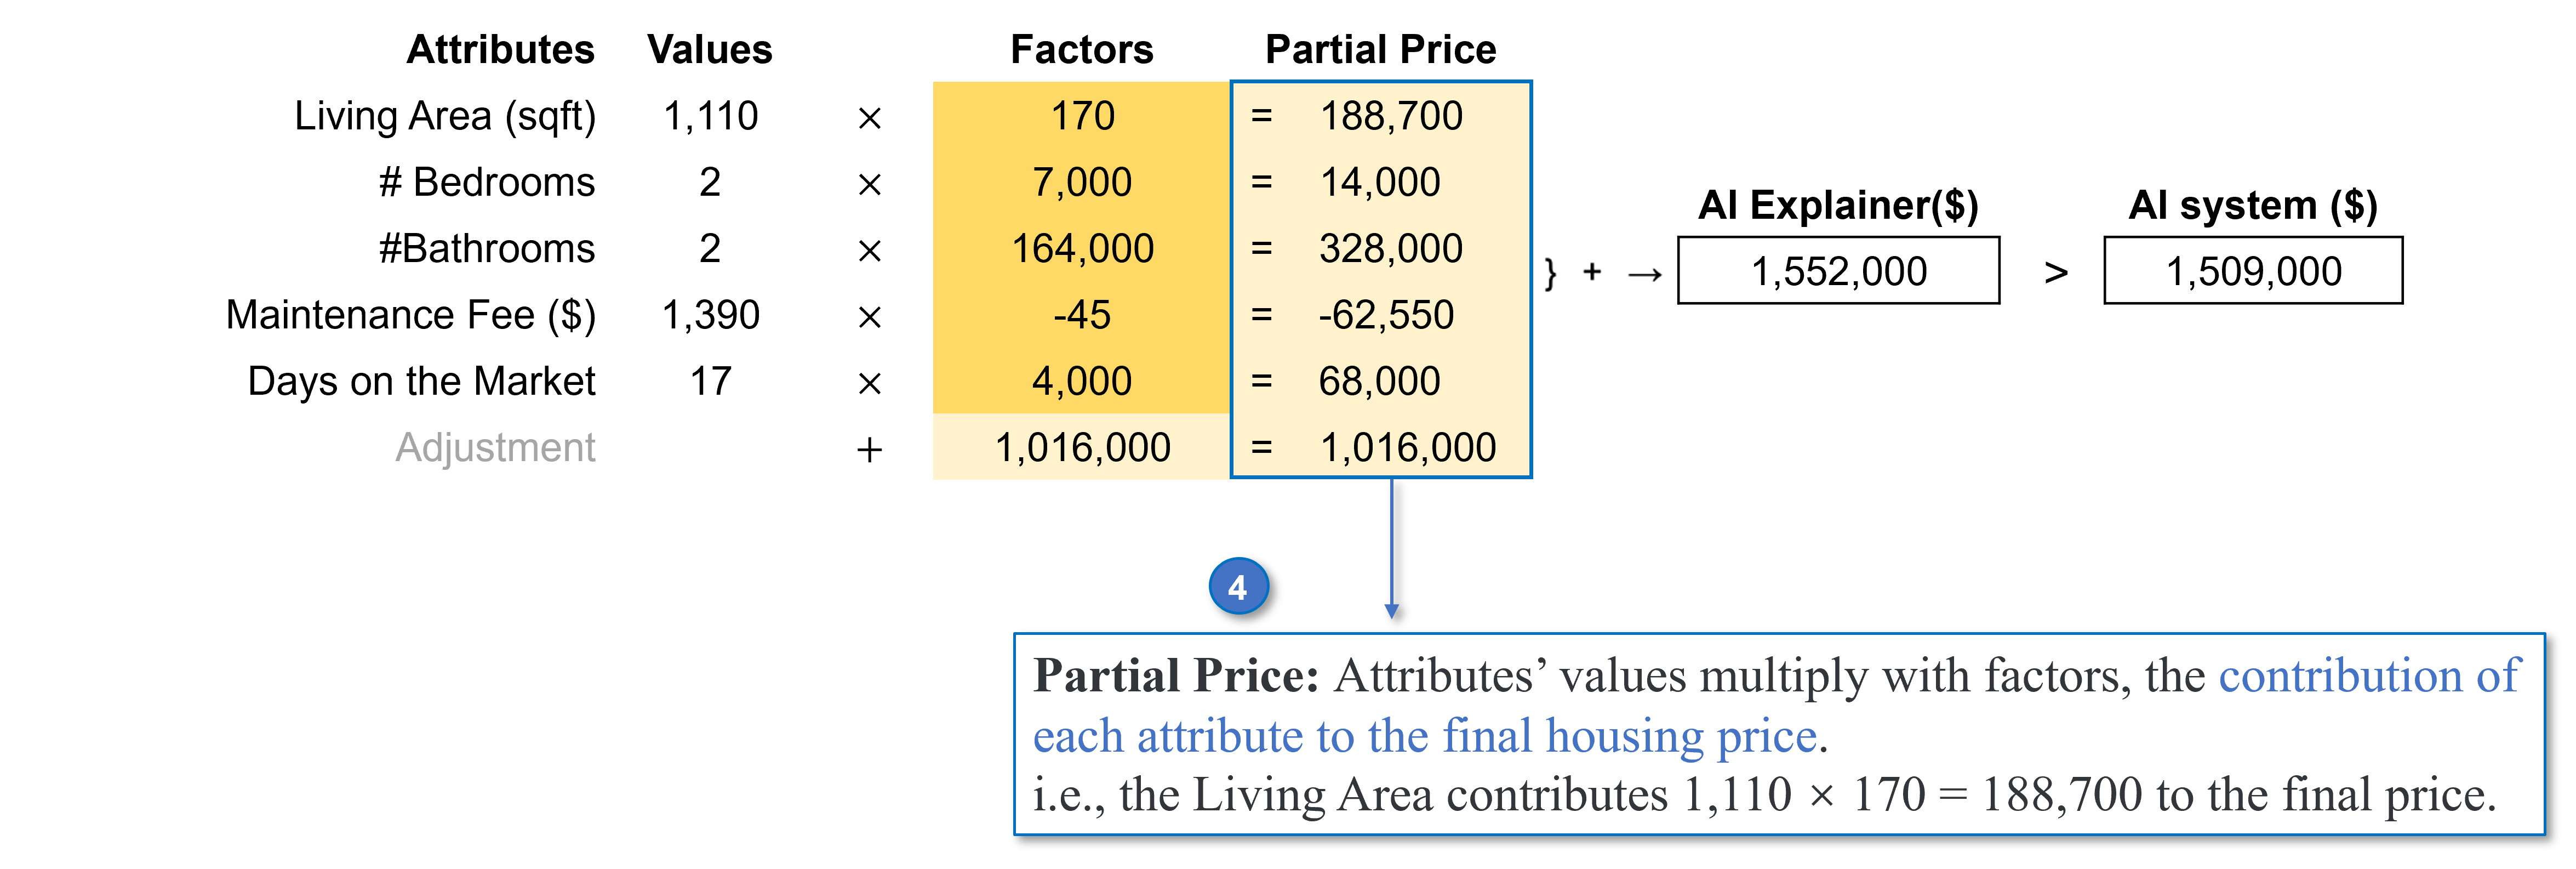 Attributes Values Factors Partial Price
Living Area (sqft) 1,110 × 170 = 188,700
# Bedrooms 2 × 7,000 = 14,000
#Bathrooms 2 × 164,000 = 328,000
Maintenance Fee ($) 1,390 × -45 = -62,550
Days on the Market 17 × 4,000 = 68,000
Adjustment + 1,016,000 = 1,016,000
} + →
AI Explainer($) AI system ($)
1,552,000 > 1,509,000
4
Partial Price: Attributes’ values multiply with factors, the contribution of
each attribute to the final housing price.
i.e., the Living Area contributes 1,110 × 170 = 188,700 to the final price.